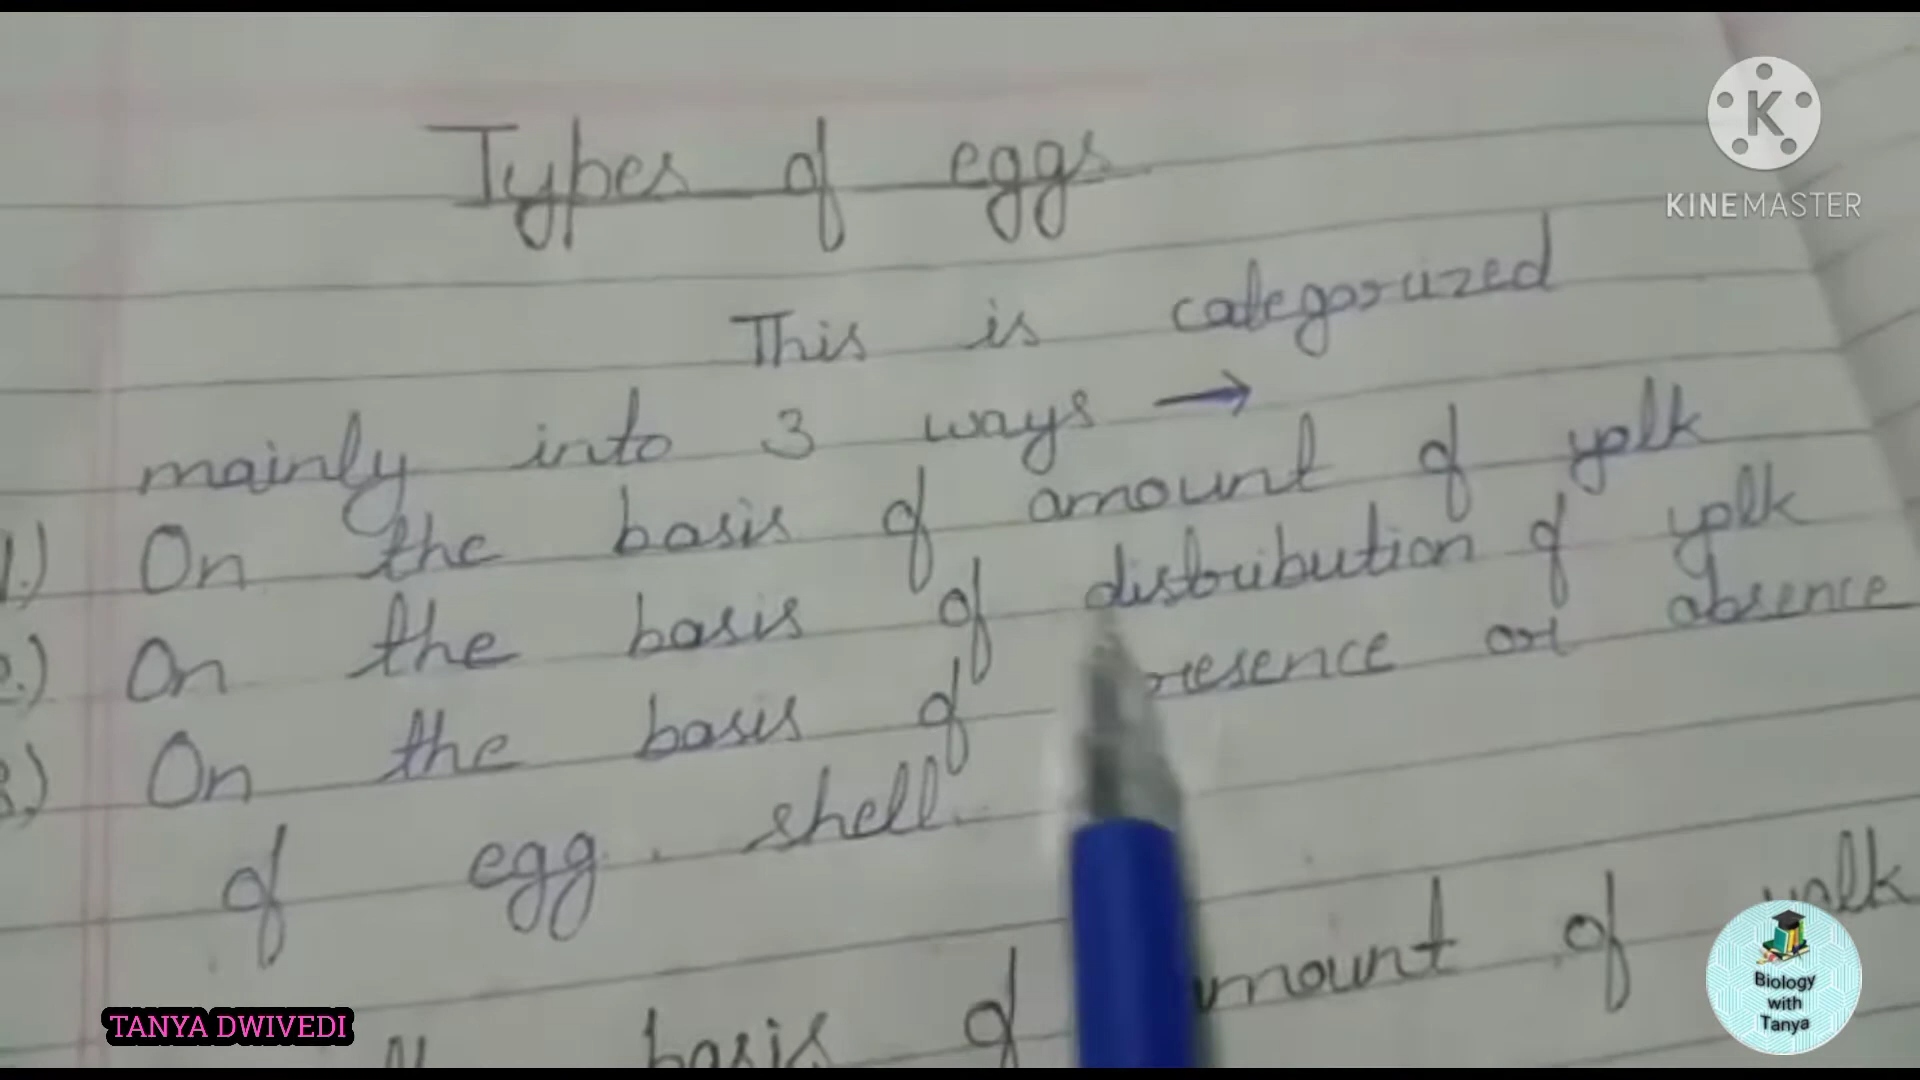 Types of eggs
This is categorized
mainly into 3 ways →
1.) On the basis of amount of yolk
2.) On the basis of distribution of yolk
3.) On the basis of presence or absence
of egg shell.
basis of amount of yolk
KINEMASTER
TANYA DWIVEDI
Biology
with
Tanya